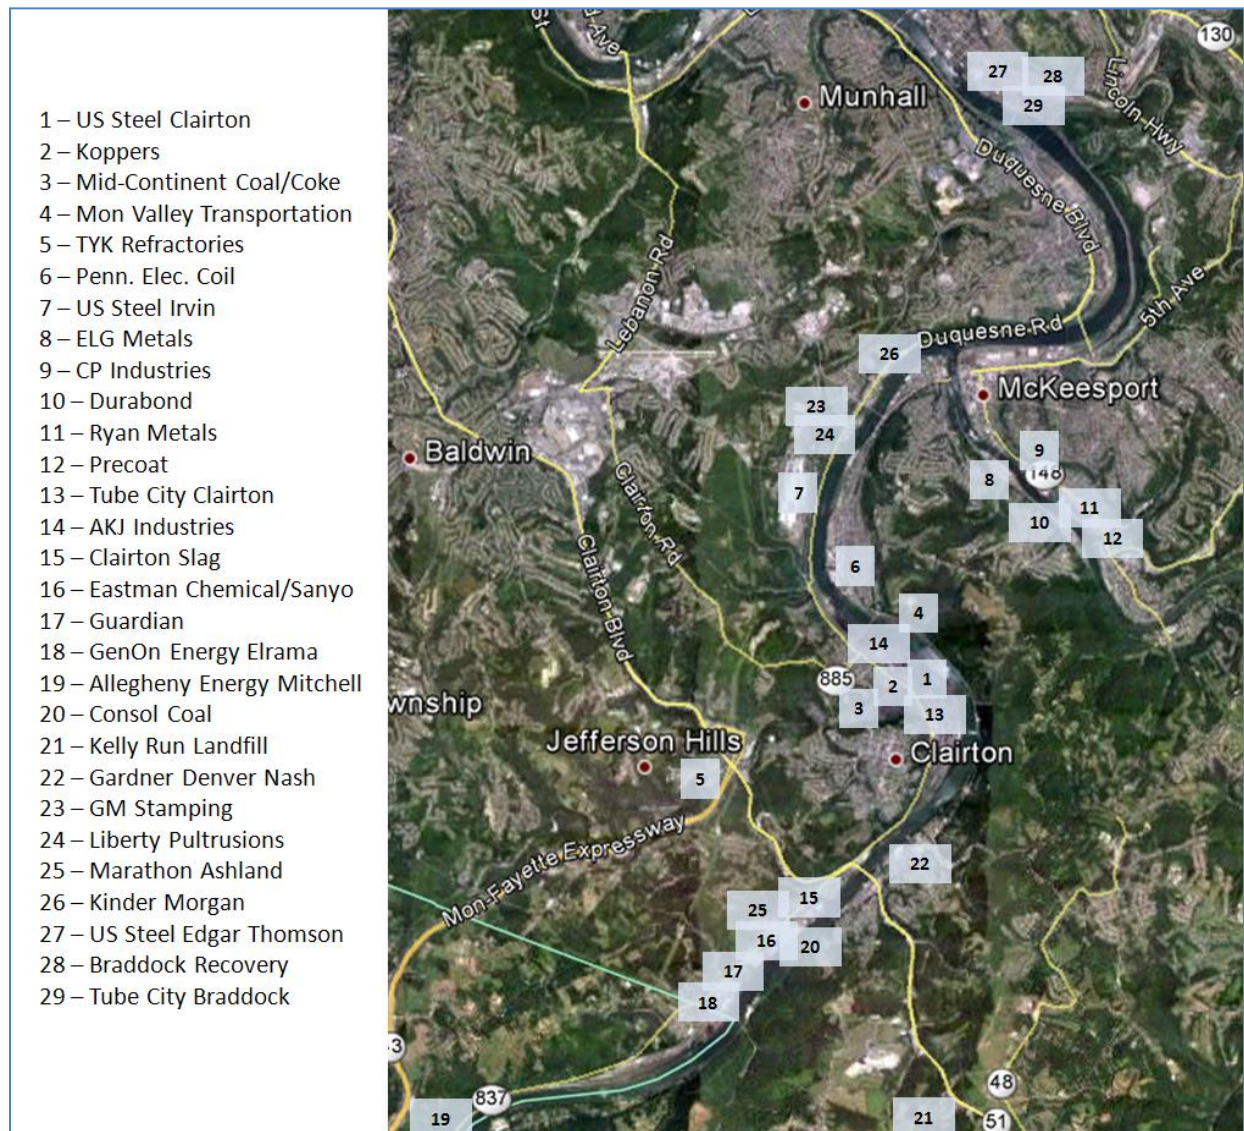 1 – US Steel Clairton
2 – Koppers
3 – Mid-Continent Coal/Coke
4 – Mon Valley Transportation
5 – TYK Refractories
6 – Penn. Elec. Coil
7 – US Steel Irvin
8 – ELG Metals
9 – CP Industries
10 – Durabond
11 – Ryan Metals
12 – Precoat
13 – Tube City Clairton
14 – AKJ Industries
15 – Clairton Slag
16 – Eastman Chemical/Sanyo
17 – Guardian
18 – GenOn Energy Elrama
19 – Allegheny Energy Mitchell
20 – Consol Coal
21 – Kelly Run Landfill
22 – Gardner Denver Nash
23 – GM Stamping
24 – Liberty Pultrusions
25 – Marathon Ashland
26 – Kinder Morgan
27 – US Steel Edgar Thomson
28 – Braddock Recovery
29 – Tube City Braddock
St
Ave
130
27
28
29
Lincoln Hwy
Munhall
Duquesne Blvd
Lebanon Rd
5th Ave
Duquesne Rd
26
McKeesport
23
24
Baldwin
9
148
8
7
Clairton Rd
11
10
12
6
Clairton Blvd
4
14
885
1
2
3
13
wnship
Jefferson Hills
Clairton
5
Mon-Fayette Expressway
22
15
25
16
20
17
18
43
837
48
19
21
51